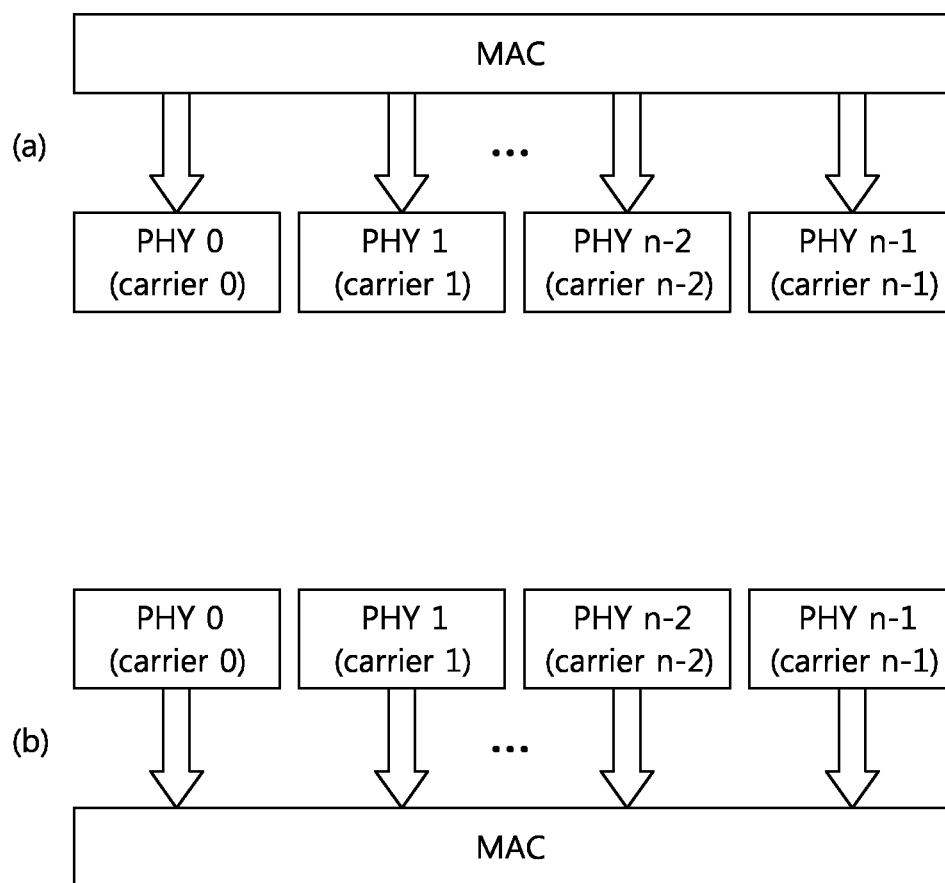 MAC
(a)
...
PHY 0
(carrier 0)
PHY 1
(carrier 1)
PHY n-2
(carrier n-2)
PHY n-1
(carrier n-1)
PHY 0
(carrier 0)
PHY 1
(carrier 1)
PHY n-2
(carrier n-2)
PHY n-1
(carrier n-1)
(b)
...
MAC